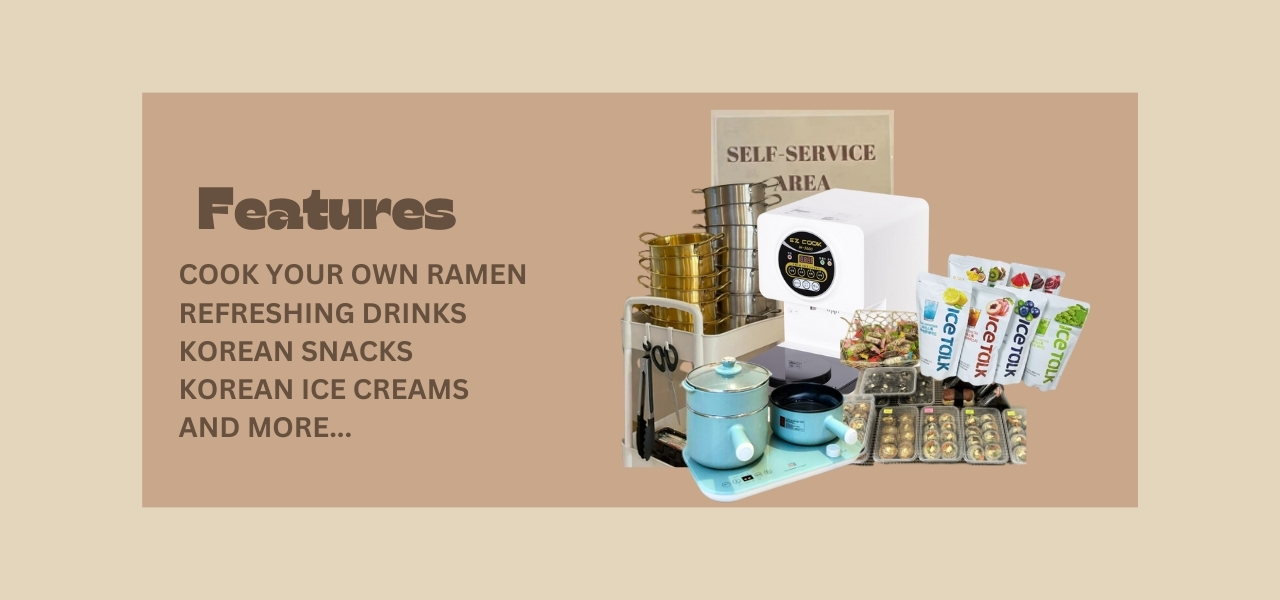 Features
COOK YOUR OWN RAMEN
REFRESHING DRINKS
KOREAN SNACKS
KOREAN ICE CREAMS
AND MORE...
SELF-SERVICE
AREA
EZ COOK
ICE TALK
ICE TALK
ICE TALK
ICE TALK